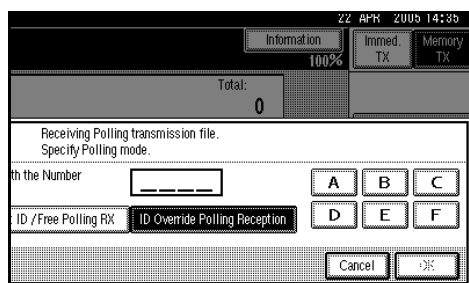 22 APR 2005 14:35
Information
Immed. TX
Memory TX
100%
Total:
0
Receiving Polling transmission file.
Specify Polling mode.
th the Number
_ _ _ _
A B C
ID / Free Polling RX
ID Override Polling Reception
D E F
Cancel
OK